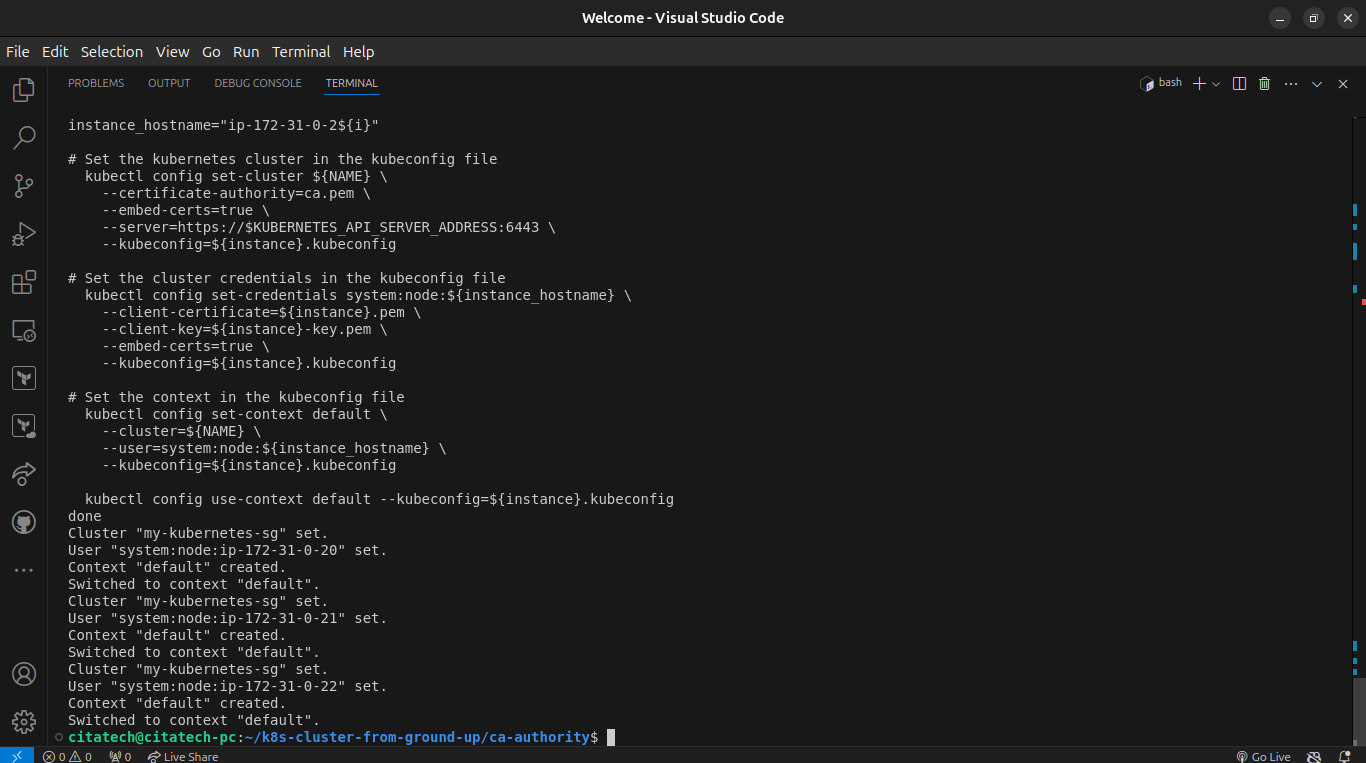 Welcome - Visual Studio Code
File Edit Selection View Go Run Terminal Help
PROBLEMS OUTPUT DEBUG CONSOLE TERMINAL
bash
instance_hostname="ip-172-31-0-2${i}"
# Set the kubernetes cluster in the kubeconfig file
  kubectl config set-cluster ${NAME} \
    --certificate-authority=ca.pem \
    --embed-certs=true \
    --server=https://$KUBERNETES_API_SERVER_ADDRESS:6443 \
    --kubeconfig=${instance}.kubeconfig
# Set the cluster credentials in the kubeconfig file
  kubectl config set-credentials system:node:${instance_hostname} \
    --client-certificate=${instance}.pem \
    --client-key=${instance}-key.pem \
    --embed-certs=true \
    --kubeconfig=${instance}.kubeconfig
# Set the context in the kubeconfig file
  kubectl config set-context default \
    --cluster=${NAME} \
    --user=system:node:${instance_hostname} \
    --kubeconfig=${instance}.kubeconfig
  kubectl config use-context default --kubeconfig=${instance}.kubeconfig
done
Cluster "my-kubernetes-sg" set.
User "system:node:ip-172-31-0-20" set.
Context "default" created.
Switched to context "default".
Cluster "my-kubernetes-sg" set.
User "system:node:ip-172-31-0-21" set.
Context "default" created.
Switched to context "default".
Cluster "my-kubernetes-sg" set.
User "system:node:ip-172-31-0-22" set.
Context "default" created.
Switched to context "default".
citatech@citatech-pc:~/k8s-cluster-from-ground-up/ca-authority$
0 0 0 Live Share Go Live